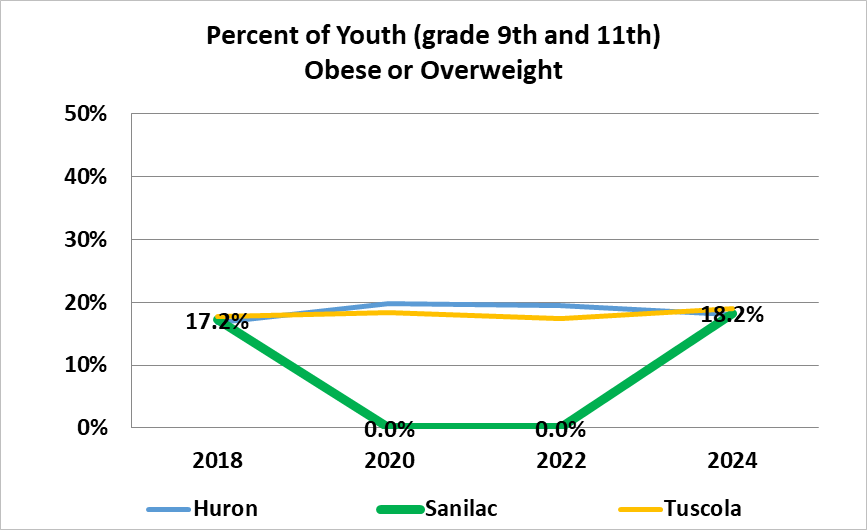 Percent of Youth (grade 9th and 11th)
Obese or Overweight
50%
40%
30%
20%
17.2%
18.2%
10%
0%
0.0%
0.0%
2018
2020
2022
2024
Huron
Sanilac
Tuscola